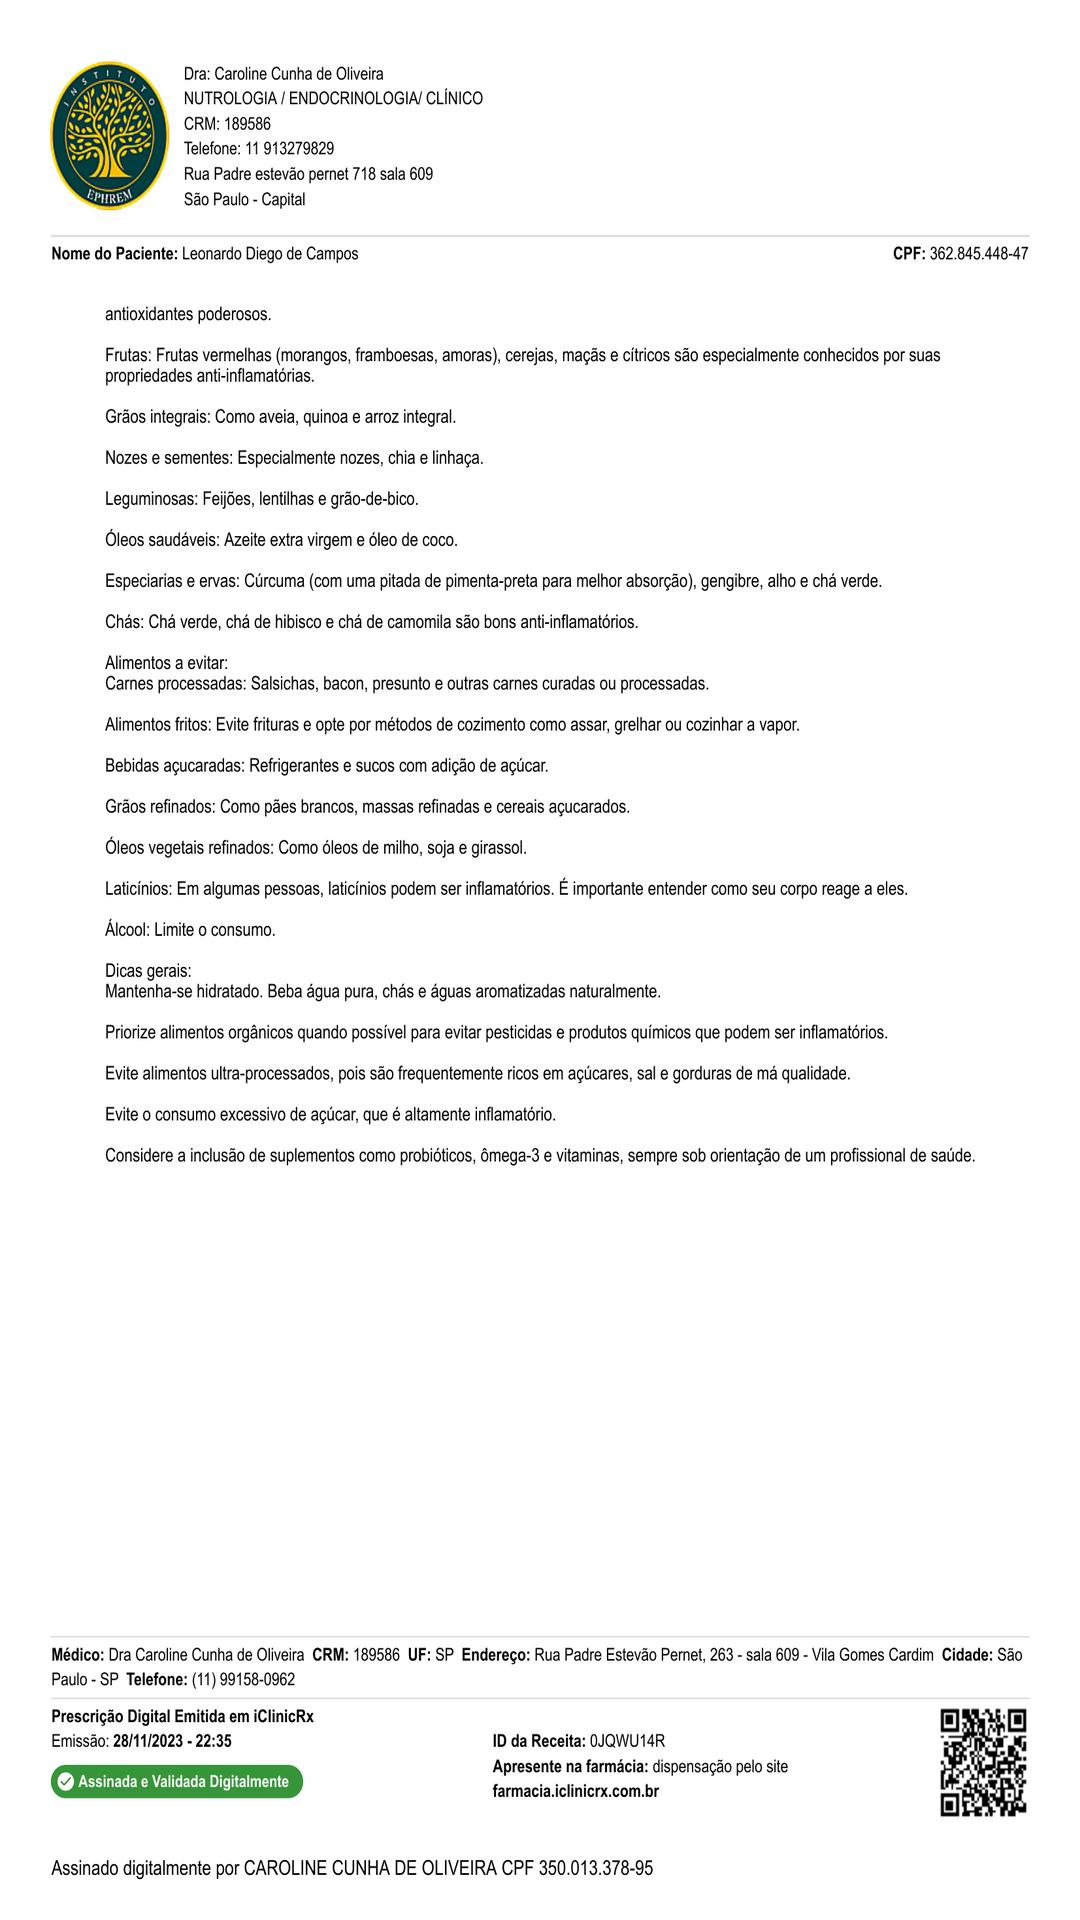 INSTITUTO
EPHREM
Dra: Caroline Cunha de Oliveira
NUTROLOGIA / ENDOCRINOLOGIA/ CLÍNICO
CRM: 189586
Telefone: 11 913279829
Rua Padre estevão pernet 718 sala 609
São Paulo - Capital
Nome do Paciente: Leonardo Diego de Campos CPF: 362.845.448-47
antioxidantes poderosos.
Frutas: Frutas vermelhas (morangos, framboesas, amoras), cerejas, maçãs e cítricos são especialmente conhecidos por suas
propriedades anti-inflamatórias.
Grãos integrais: Como aveia, quinoa e arroz integral.
Nozes e sementes: Especialmente nozes, chia e linhaça.
Leguminosas: Feijões, lentilhas e grão-de-bico.
Óleos saudáveis: Azeite extra virgem e óleo de coco.
Especiarias e ervas: Cúrcuma (com uma pitada de pimenta-preta para melhor absorção), gengibre, alho e chá verde.
Chás: Chá verde, chá de hibisco e chá de camomila são bons anti-inflamatórios.
Alimentos a evitar:
Carnes processadas: Salsichas, bacon, presunto e outras carnes curadas ou processadas.
Alimentos fritos: Evite frituras e opte por métodos de cozimento como assar, grelhar ou cozinhar a vapor.
Bebidas açucaradas: Refrigerantes e sucos com adição de açúcar.
Grãos refinados: Como pães brancos, massas refinadas e cereais açucarados.
Óleos vegetais refinados: Como óleos de milho, soja e girassol.
Laticínios: Em algumas pessoas, laticínios podem ser inflamatórios. É importante entender como seu corpo reage a eles.
Álcool: Limite o consumo.
Dicas gerais:
Mantenha-se hidratado. Beba água pura, chás e águas aromatizadas naturalmente.
Priorize alimentos orgânicos quando possível para evitar pesticidas e produtos químicos que podem ser inflamatórios.
Evite alimentos ultra-processados, pois são frequentemente ricos em açúcares, sal e gorduras de má qualidade.
Evite o consumo excessivo de açúcar, que é altamente inflamatório.
Considere a inclusão de suplementos como probióticos, ômega-3 e vitaminas, sempre sob orientação de um profissional de saúde.
Médico: Dra Caroline Cunha de Oliveira CRM: 189586 UF: SP Endereço: Rua Padre Estevão Pernet, 263 - sala 609 - Vila Gomes Cardim Cidade: São
Paulo - SP Telefone: (11) 99158-0962
Prescrição Digital Emitida em iClinicRx
Emissão: 28/11/2023 - 22:35
Assinada e Validada Digitalmente
ID da Receita: 0JQWU14R
Apresente na farmácia: dispensação pelo site
farmacia.iclinicrx.com.br
Assinado digitalmente por CAROLINE CUNHA DE OLIVEIRA CPF 350.013.378-95